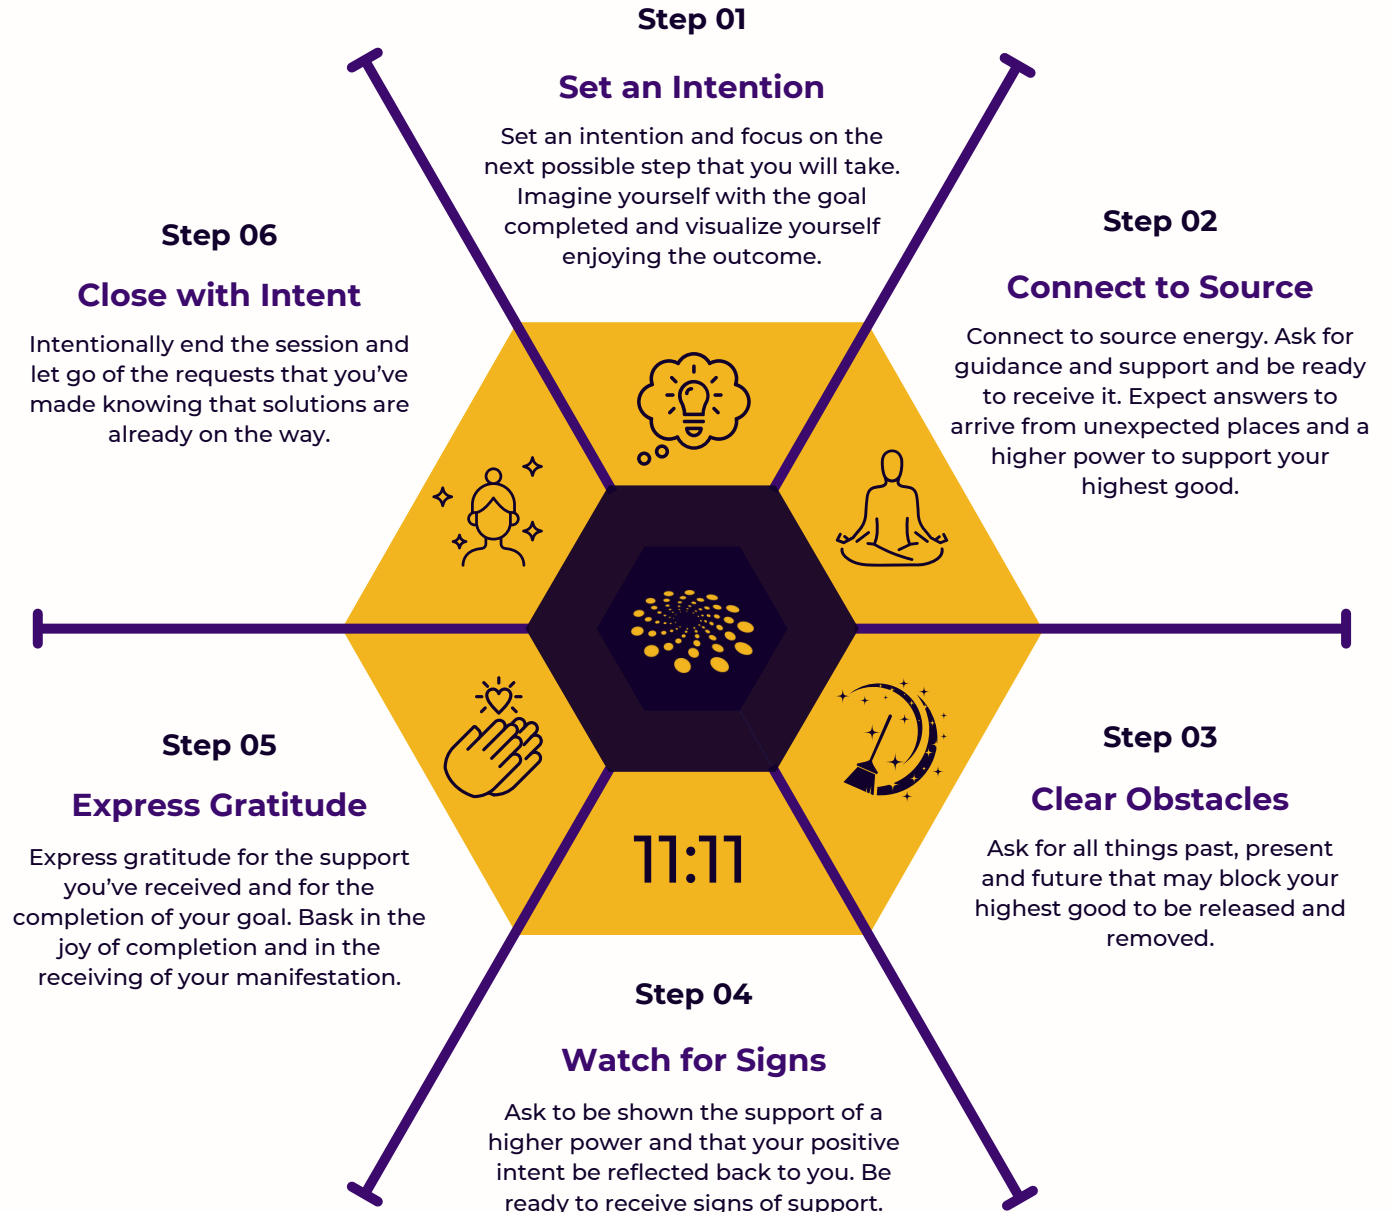 Step 01
Set an Intention
Set an intention and focus on the
next possible step that you will take.
Imagine yourself with the goal
completed and visualize yourself
enjoying the outcome.
Step 02
Connect to Source
Connect to source energy. Ask for
guidance and support and be ready
to receive it. Expect answers to
arrive from unexpected places and a
higher power to support your
highest good.
Step 03
Clear Obstacles
Ask for all things past, present
and future that may block your
highest good to be released and
removed.
11:11
Step 04
Watch for Signs
Ask to be shown the support of a
higher power and that your positive
intent be reflected back to you. Be
ready to receive signs of support.
Step 05
Express Gratitude
Express gratitude for the support
you’ve received and for the
completion of your goal. Bask in the
joy of completion and in the
receiving of your manifestation.
Step 06
Close with Intent
Intentionally end the session and
let go of the requests that you’ve
made knowing that solutions are
already on the way.